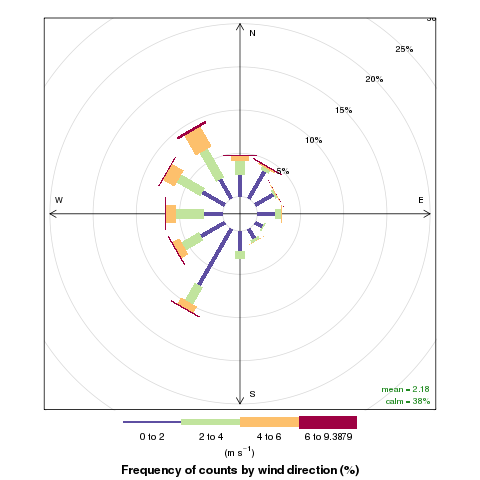 30
25%
N
20%
15%
10%
5%
W
E
S
mean = 2.18
calm = 38%
0 to 2
2 to 4
4 to 6
6 to 9.3879
(m s⁻¹)
Frequency of counts by wind direction (%)